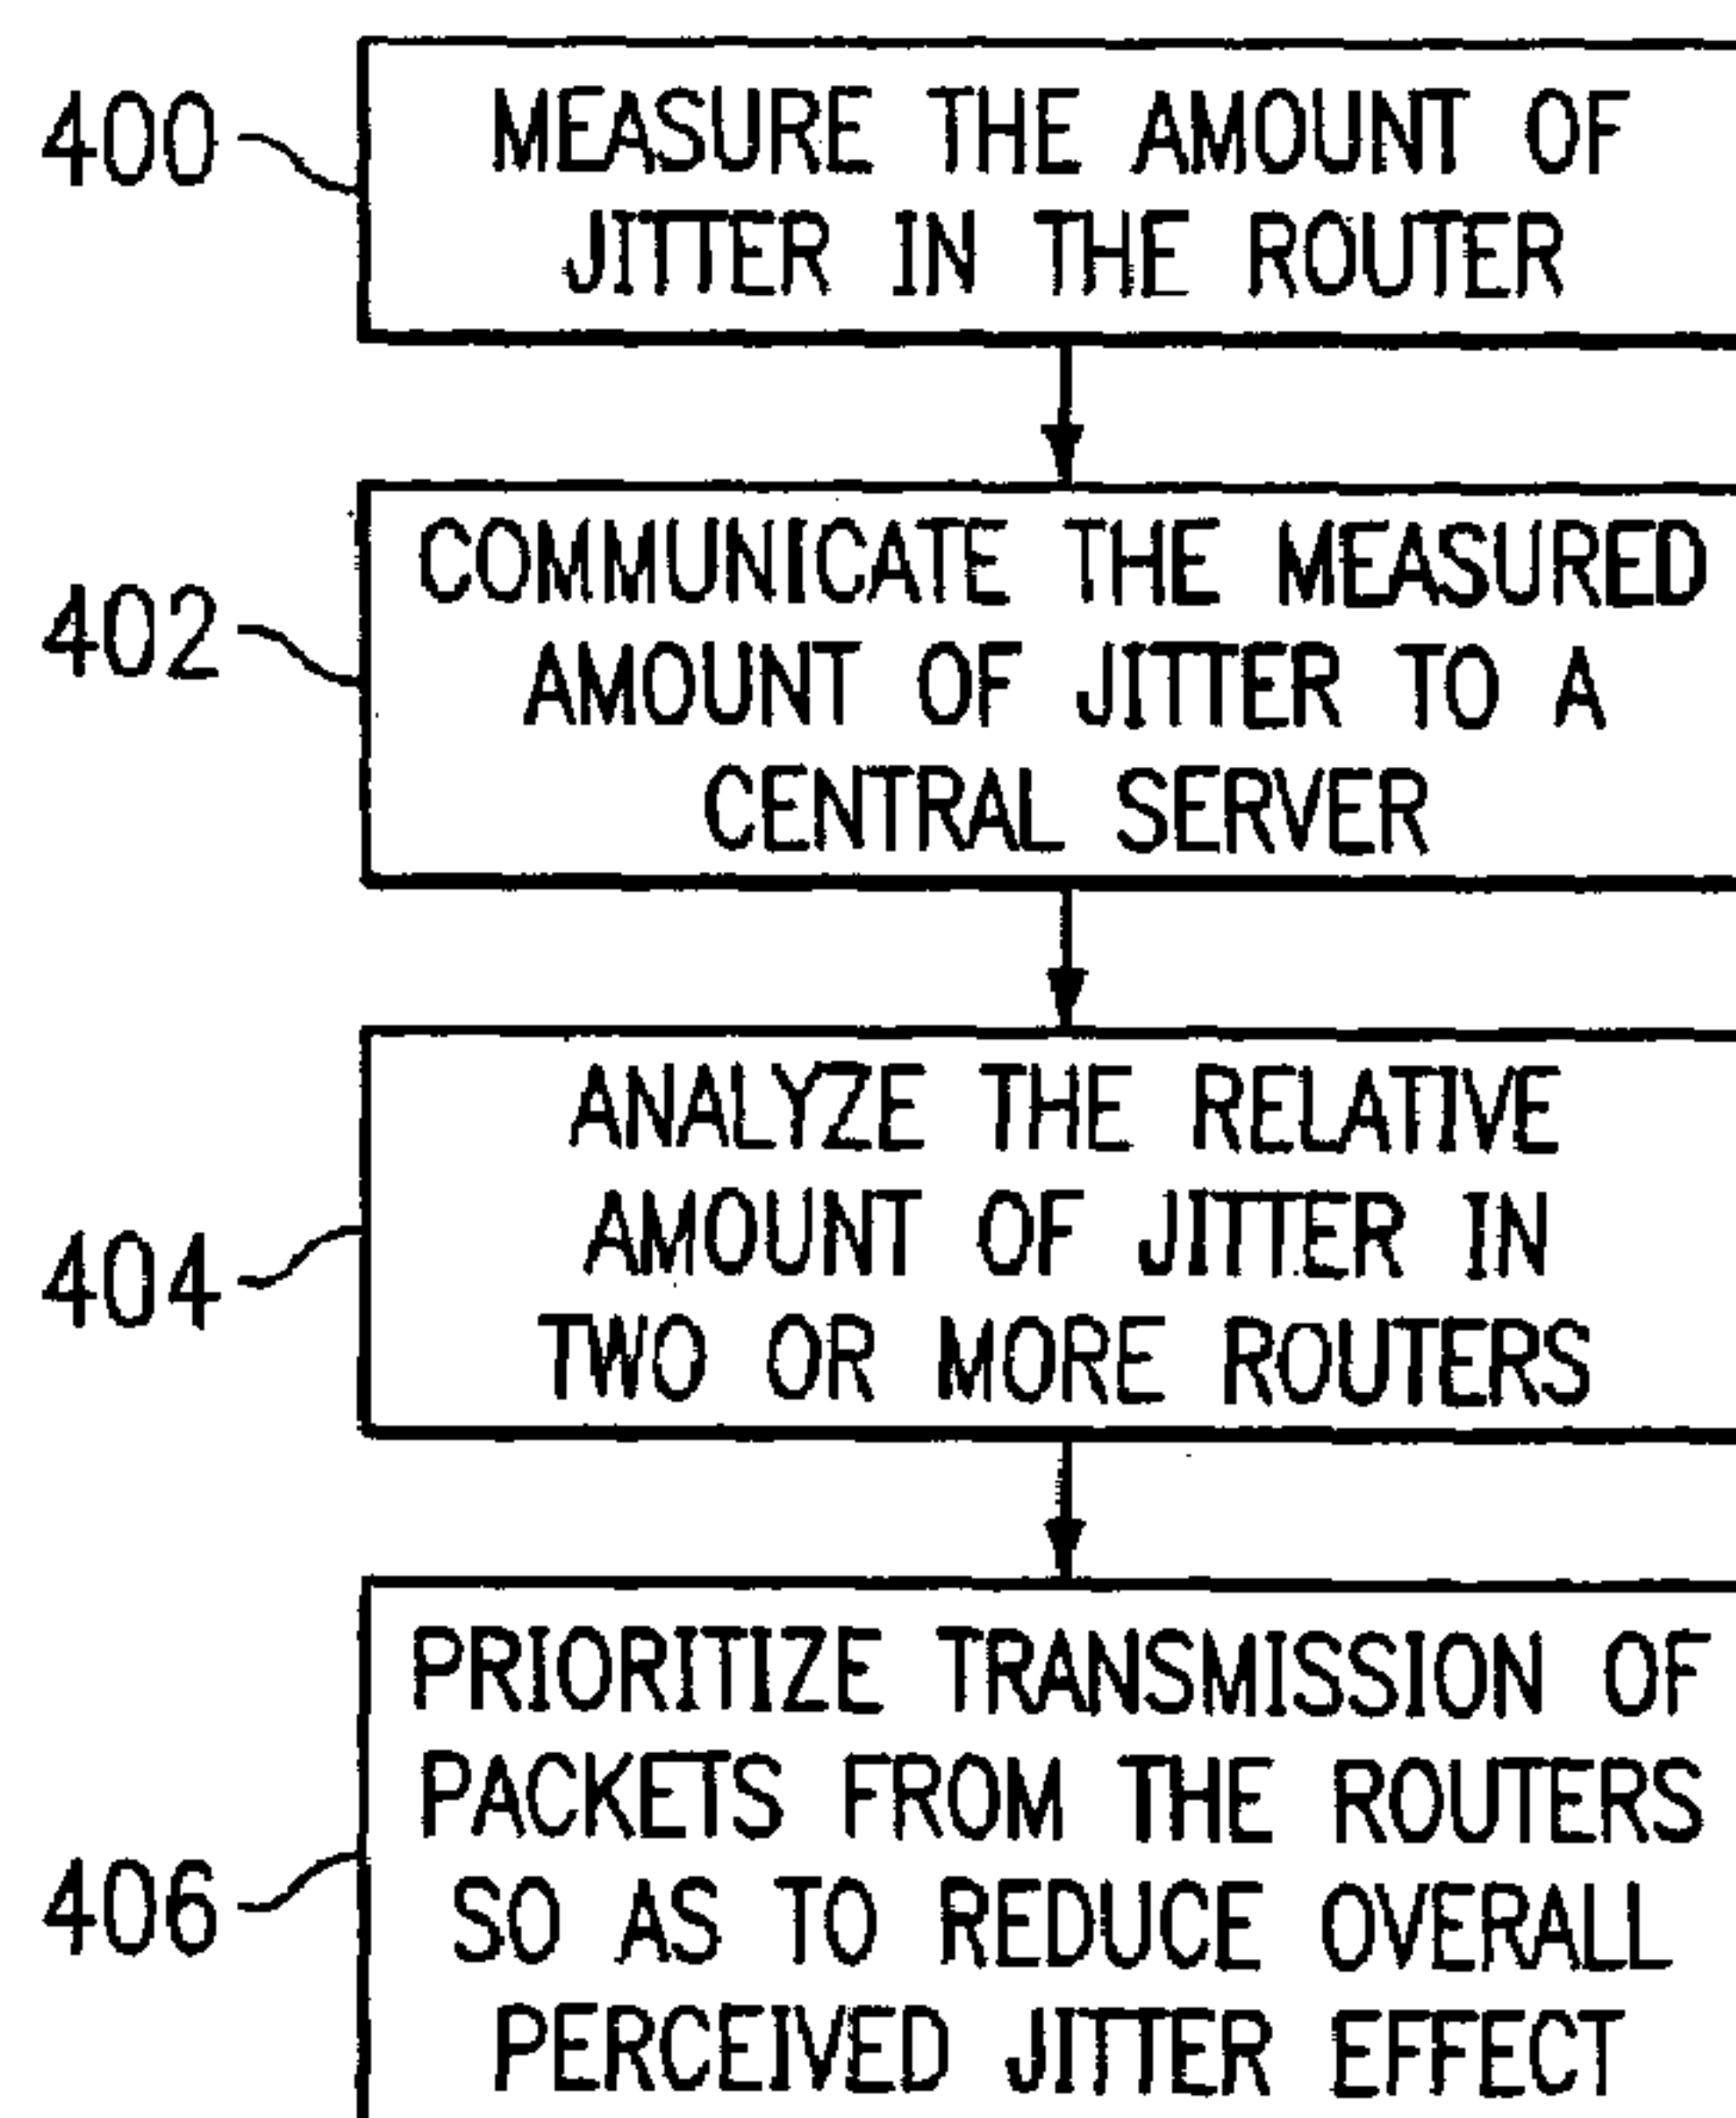 400
MEASURE THE AMOUNT OF
JITTER IN THE ROUTER
402
COMMUNICATE THE MEASURED
AMOUNT OF JITTER TO A
CENTRAL SERVER
404
ANALYZE THE RELATIVE
AMOUNT OF JITTER IN
TWO OR MORE ROUTERS
406
PRIORITIZE TRANSMISSION OF
PACKETS FROM THE ROUTERS
SO AS TO REDUCE OVERALL
PERCEIVED JITTER EFFECT